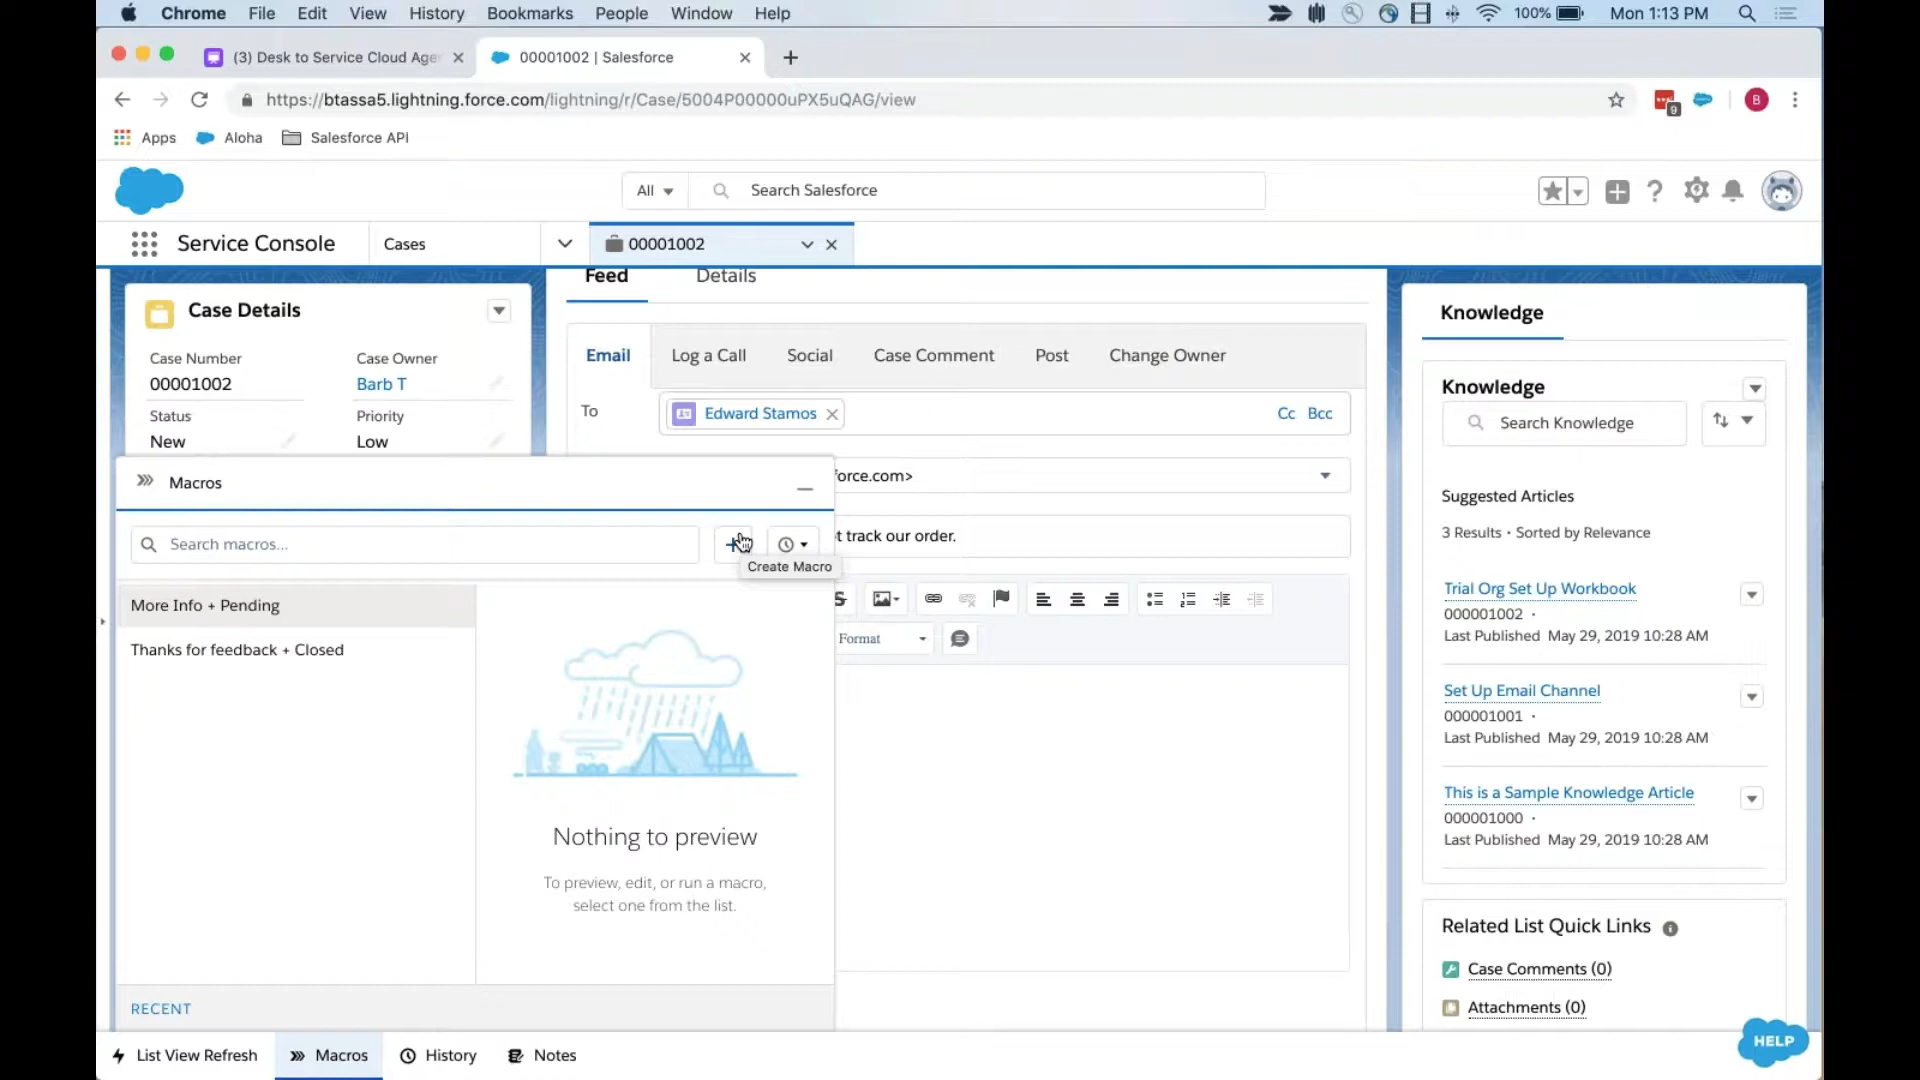 Chrome File Edit View History Bookmarks People Window Help 100% Mon 1:13 PM
(3) Desk to Service Cloud Age
00001002 | Salesforce
https://btassa5.lightning.force.com/lightning/r/Case/5004P00000uPX5uQAG/view
9
B
Apps Aloha Salesforce API
All Search Salesforce
Service Console Cases 00001002
Case Details
Case Number
00001002
Case Owner
Barb T
Status
New
Priority
Low
Feed Details
Email Log a Call Social Case Comment Post Change Owner
To Edward Stamos Cc Bcc
force.com>
t track our order.
Format
Macros
Search macros...
Create Macro
More Info + Pending
Thanks for feedback + Closed
Nothing to preview
To preview, edit, or run a macro,
select one from the list.
RECENT
Knowledge
Knowledge
Search Knowledge
Suggested Articles
3 Results • Sorted by Relevance
Trial Org Set Up Workbook
000001002 ·
Last Published May 29, 2019 10:28 AM
Set Up Email Channel
000001001 ·
Last Published May 29, 2019 10:28 AM
This is a Sample Knowledge Article
000001000 ·
Last Published May 29, 2019 10:28 AM
Related List Quick Links
Case Comments (0)
Attachments (0)
List View Refresh Macros History Notes
HELP